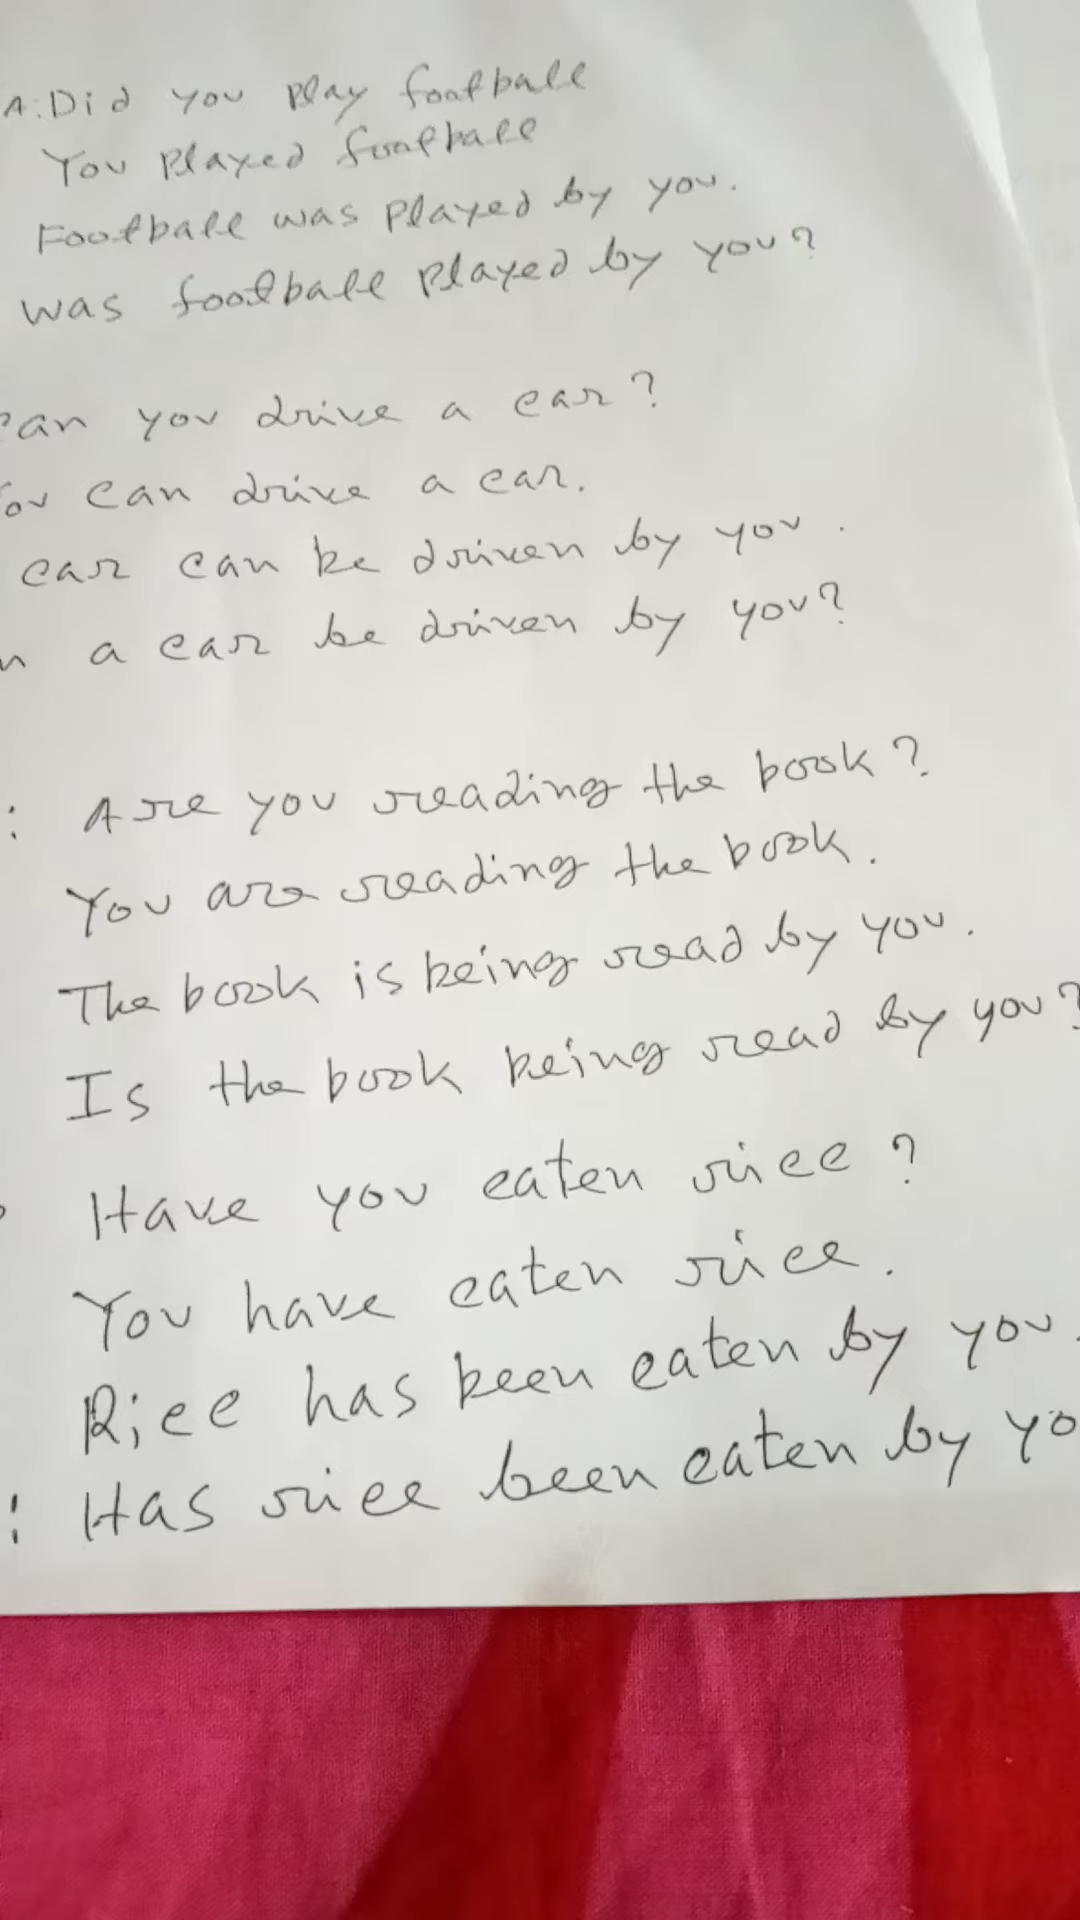 A: Did you play football
You played football
Football was played by you.
was football played by you?
can you drive a car?
You can drive a car.
car can be driven by you.
a car be driven by you?
: Are you reading the book?
You are reading the book.
The book is being read by you.
Is the book being read by you?
Have you eaten rice?
You have eaten rice.
Rice has been eaten by you.
: Has rice been eaten by yo